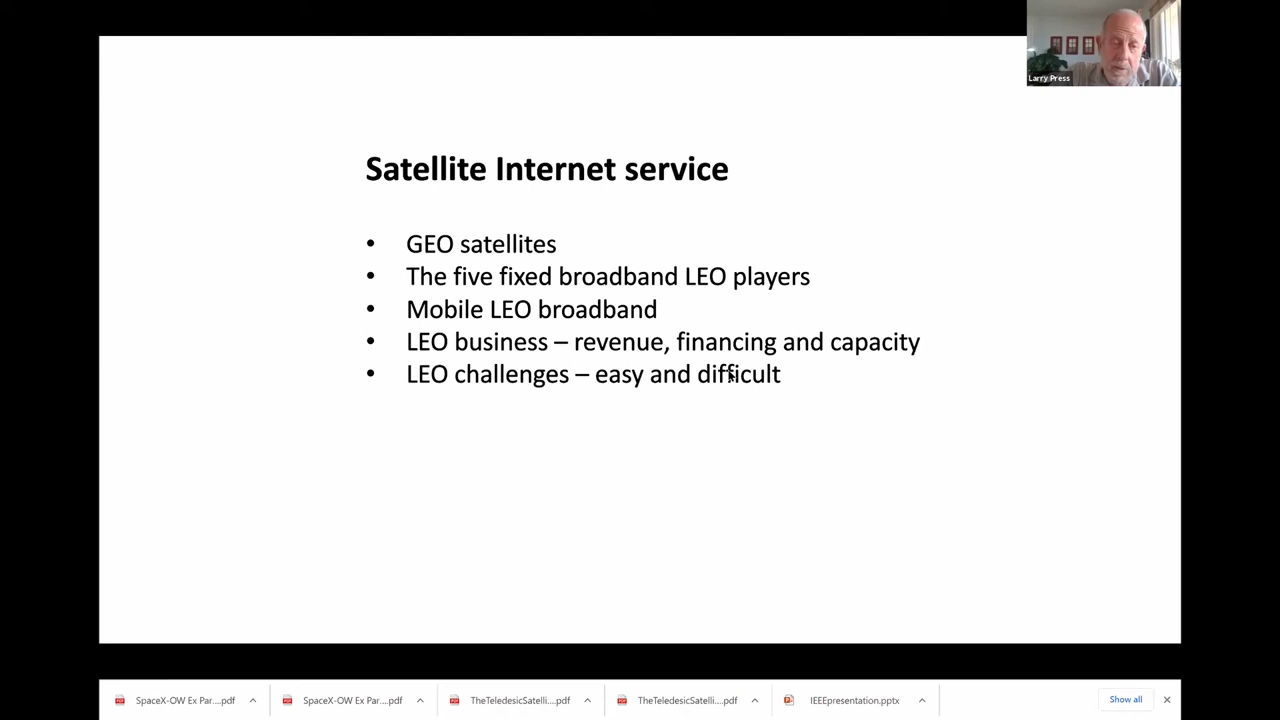 Larry Press
Satellite Internet service
• GEO satellites
• The five fixed broadband LEO players
• Mobile LEO broadband
• LEO business – revenue, financing and capacity
• LEO challenges – easy and difficult
SpaceX-OW Ex Par....pdf
SpaceX-OW Ex Par....pdf
TheTeledesicSatelli....pdf
TheTeledesicSatelli....pdf
IEEEpresentation.pptx
Show all